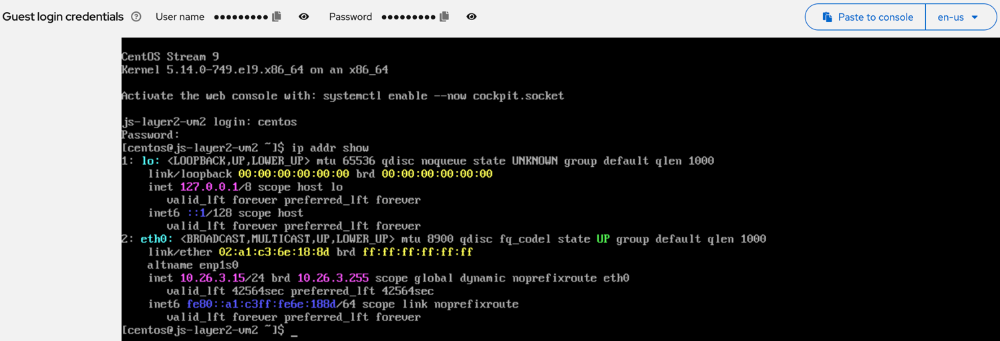 Guest login credentials User name ••••••••• Password ••••••••• Paste to console en-us
CentOS Stream 9
Kernel 5.14.0-749.el9.x86_64 on an x86_64
Activate the web console with: systemctl enable --now cockpit.socket
js-layer2-vm2 login: centos
Password:
[centos@js-layer2-vm2 ~]$ ip addr show
1: lo: <LOOPBACK,UP,LOWER_UP> mtu 65536 qdisc noqueue state UNKNOWN group default qlen 1000
link/loopback 00:00:00:00:00:00 brd 00:00:00:00:00:00
inet 127.0.0.1/8 scope host lo
valid_lft forever preferred_lft forever
inet6 ::1/128 scope host
valid_lft forever preferred_lft forever
2: eth0: <BROADCAST,MULTICAST,UP,LOWER_UP> mtu 8900 qdisc fq_codel state UP group default qlen 1000
link/ether 02:a1:c3:6e:18:8d brd ff:ff:ff:ff:ff:ff
altname enp1s0
inet 10.26.3.15/24 brd 10.26.3.255 scope global dynamic noprefixroute eth0
valid_lft 42564sec preferred_lft 42564sec
inet6 fe80::a1:c3ff:fe6e:188d/64 scope link noprefixroute
valid_lft forever preferred_lft forever
[centos@js-layer2-vm2 ~]$ _